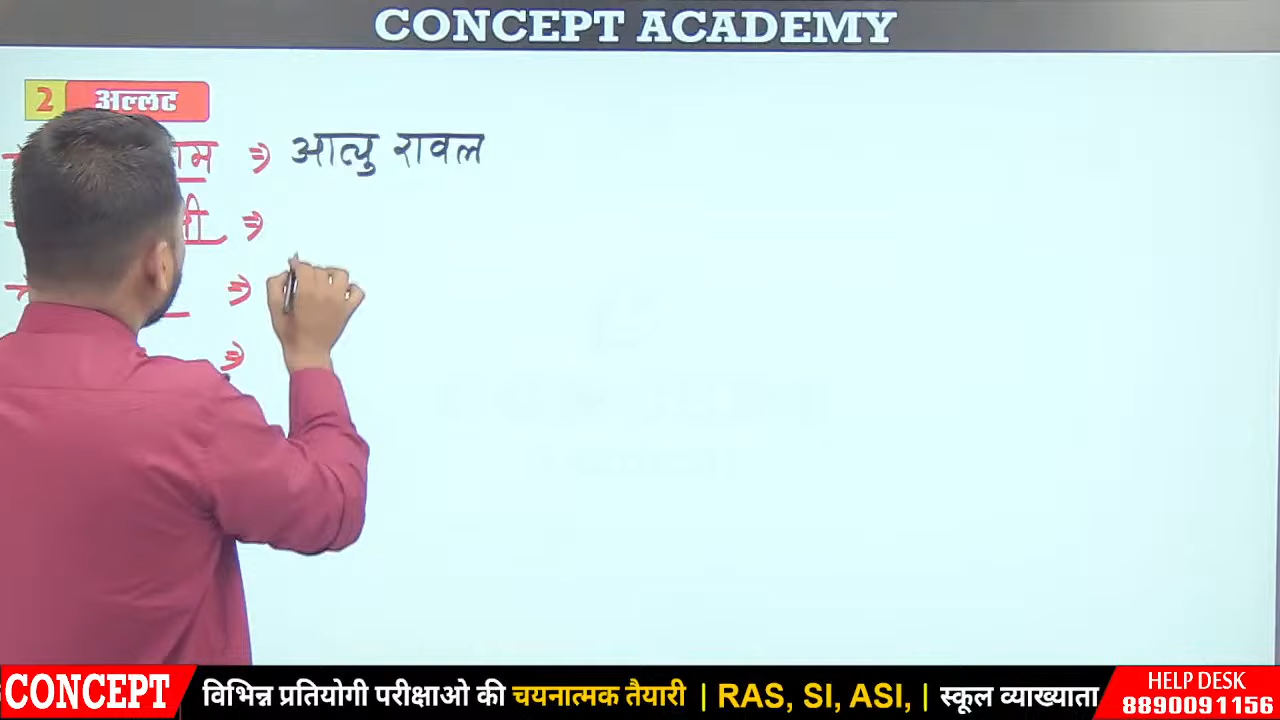 CONCEPT ACADEMY
2 अल्लट
⇒ आलु रावल
⇒
⇒
⇒
CONCEPT विभिन्न प्रतियोगी परीक्षाओ की चयनात्मक तैयारी | RAS, SI, ASI, | स्कूल व्याख्याता
HELP DESK
8890091156